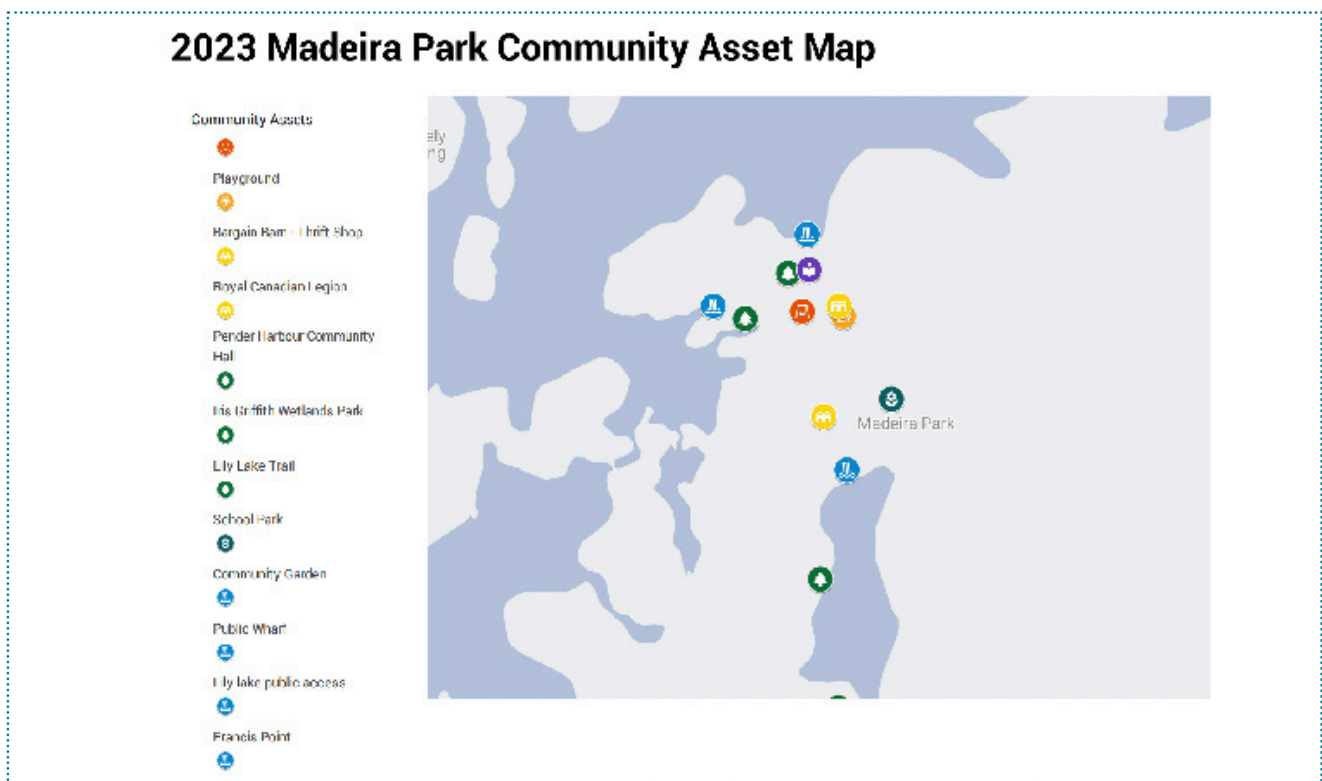 2023 Madeira Park Community Asset Map
Community Assets
Playground
Bargain Barn - Thrift Shop
Royal Canadian Legion
Pender Harbour Community
Hall
Iris Griffith Wetlands Park
Lily Lake Trail
School Park
Community Garden
Public Wharf
Lily lake public access
Francis Point
ely
ng
Madeira Park